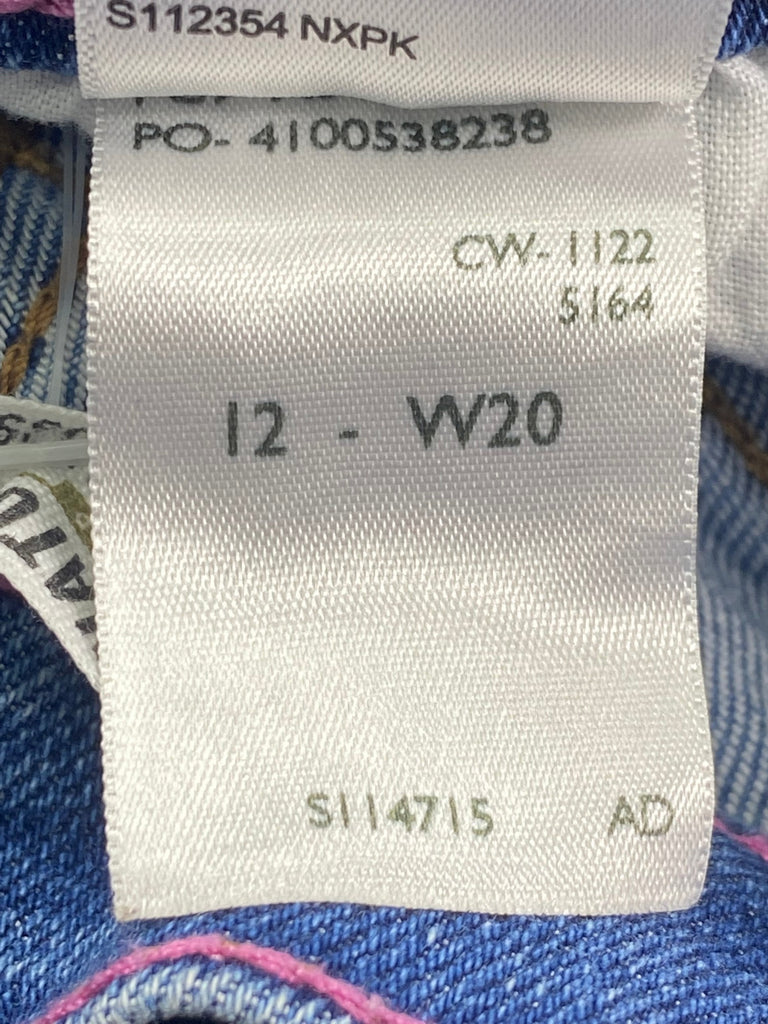 S112354 NXPK
PO- 4100538238
CW- 1122
5164
12 - W20
S114715 AD